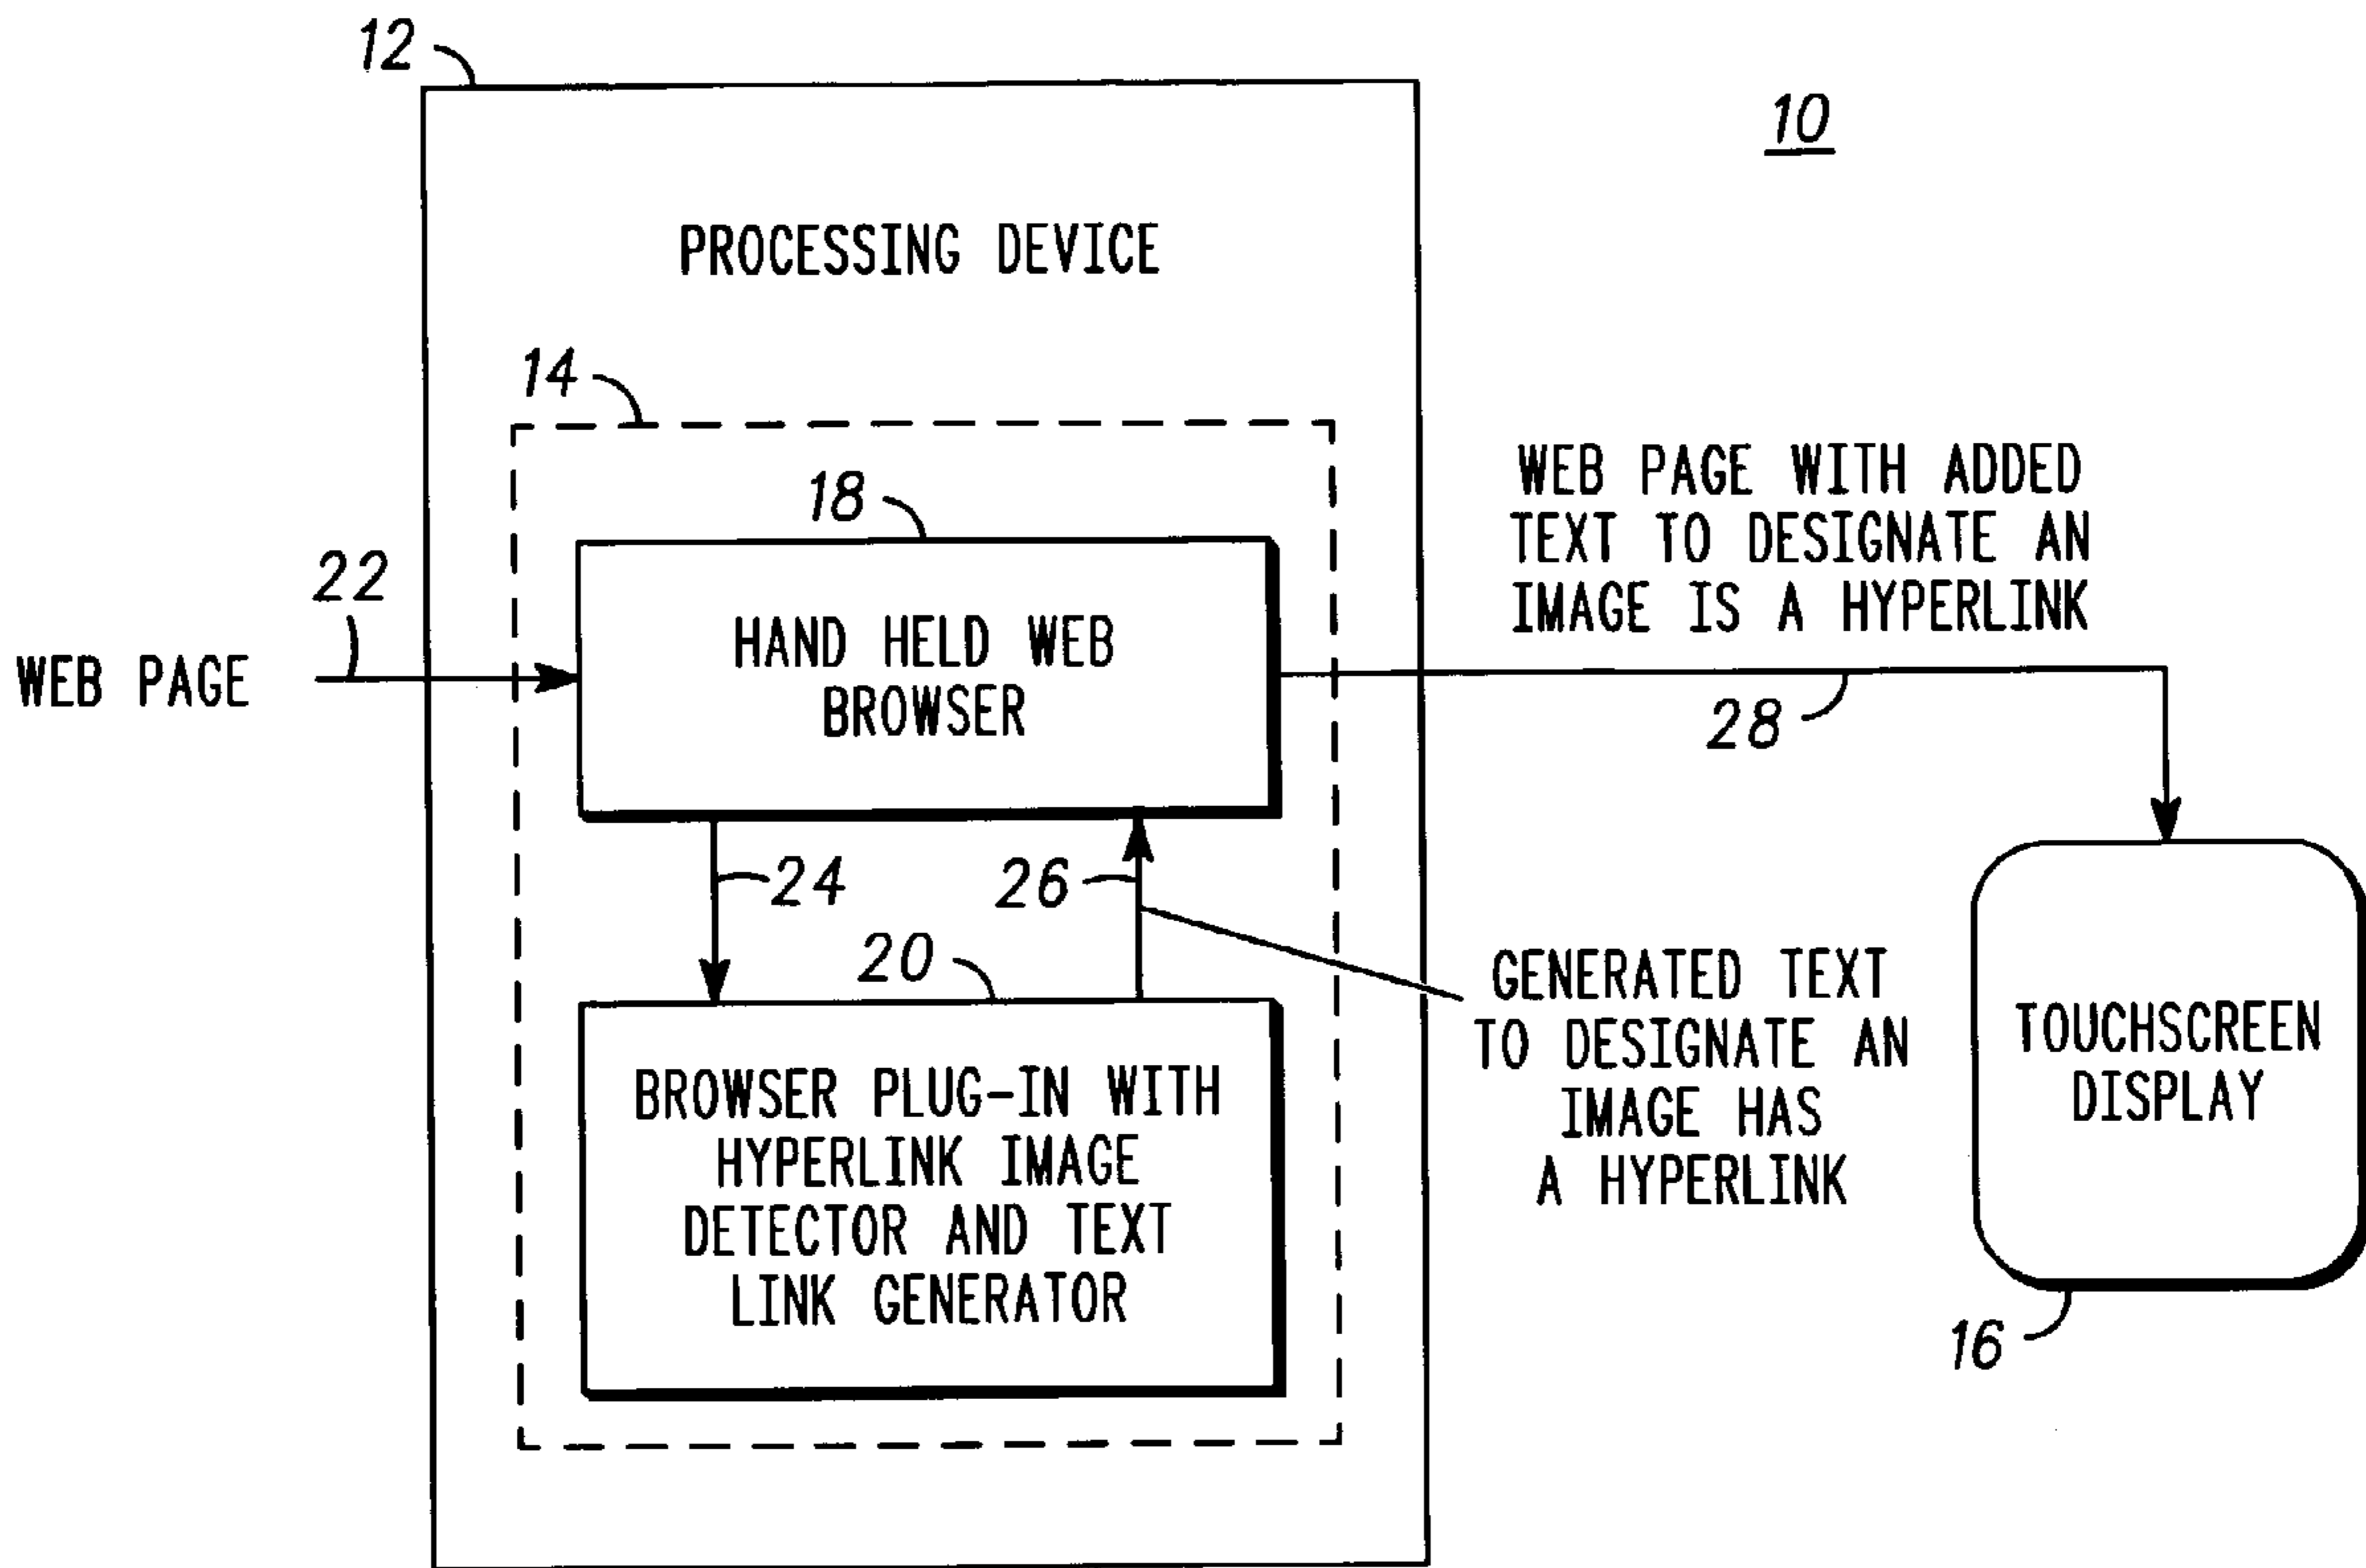 12
10
PROCESSING DEVICE
14
18
WEB PAGE WITH ADDED
TEXT TO DESIGNATE AN
IMAGE IS A HYPERLINK
22
WEB PAGE
HAND HELD WEB
BROWSER
28
24
26
20
GENERATED TEXT
TO DESIGNATE AN
IMAGE HAS
A HYPERLINK
TOUCHSCREEN
DISPLAY
BROWSER PLUG-IN WITH
HYPERLINK IMAGE
DETECTOR AND TEXT
LINK GENERATOR
16